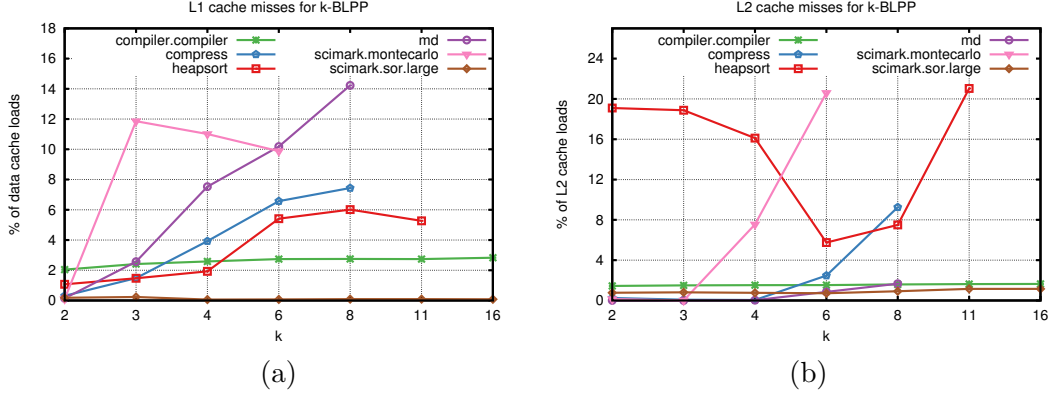 L1 cache misses for k-BLPP
18
16
14
12
10
8
6
4
2
0
% of data cache loads
compiler.compiler
compress
heapsort
md
scimark.montecarlo
scimark.sor.large
2 3 4 6 8 11 16
k
(a)
L2 cache misses for k-BLPP
24
20
16
12
8
4
0
% of L2 cache loads
compiler.compiler
compress
heapsort
md
scimark.montecarlo
scimark.sor.large
2 3 4 6 8 11 16
k
(b)